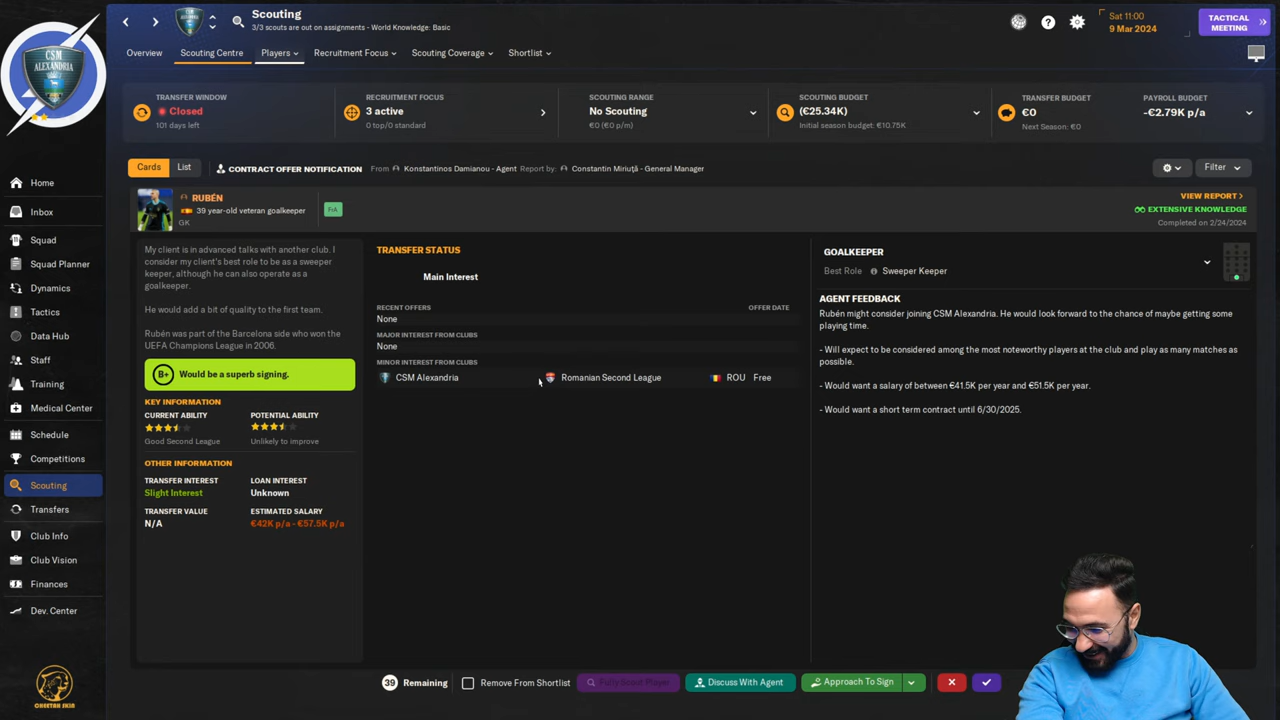 Scouting
3/3 scouts are out on assignments - World Knowledge: Basic
Sat 11:00
9 Mar 2024
TACTICAL MEETING
CSM
ALEXANDRIA
Overview
Scouting Centre
Players
Recruitment Focus
Scouting Coverage
Shortlist
TRANSFER WINDOW
Closed
101 days left
RECRUITMENT FOCUS
3 active
0 top/0 standard
SCOUTING RANGE
No Scouting
€0 (€0 p/m)
SCOUTING BUDGET
(€25.34K)
Initial season budget: €10.75K
TRANSFER BUDGET
€0
Next Season: €0
PAYROLL BUDGET
-€2.79K p/a
Cards
List
CONTRACT OFFER NOTIFICATION
From Konstantinos Damianou - Agent Report by: Constantin Miriuță - General Manager
Filter
Home
Inbox
Squad
Squad Planner
Dynamics
Tactics
Data Hub
Staff
Training
Medical Center
Schedule
Competitions
Scouting
Transfers
Club Info
Club Vision
Finances
Dev. Center
CHEETAH SKIN
RUBÉN
39 year-old veteran goalkeeper
GK
FrA
VIEW REPORT
EXTENSIVE KNOWLEDGE
Completed on 2/24/2024
My client is in advanced talks with another club. I
consider my client's best role to be as a sweeper
keeper, although he can also operate as a
goalkeeper.
He would add a bit of quality to the first team.
Rubén was part of the Barcelona side who won the
UEFA Champions League in 2006.
B+ Would be a superb signing.
KEY INFORMATION
CURRENT ABILITY
Good Second League
POTENTIAL ABILITY
Unlikely to improve
OTHER INFORMATION
TRANSFER INTEREST
Slight Interest
LOAN INTEREST
Unknown
TRANSFER VALUE
N/A
ESTIMATED SALARY
€42K p/a - €57.5K p/a
TRANSFER STATUS
Main Interest
RECENT OFFERS
OFFER DATE
None
MAJOR INTEREST FROM CLUBS
None
MINOR INTEREST FROM CLUBS
CSM Alexandria
Romanian Second League
ROU Free
GOALKEEPER
Best Role Sweeper Keeper
AGENT FEEDBACK
Rubén might consider joining CSM Alexandria. He would look forward to the chance of maybe getting some
playing time.
- Will expect to be considered among the most noteworthy players at the club and play as many matches as
possible.
- Would want a salary of between €41.5K per year and €51.5K per year.
- Would want a short term contract until 6/30/2025.
39 Remaining
Remove From Shortlist
Fully Scout Player
Discuss With Agent
Approach To Sign